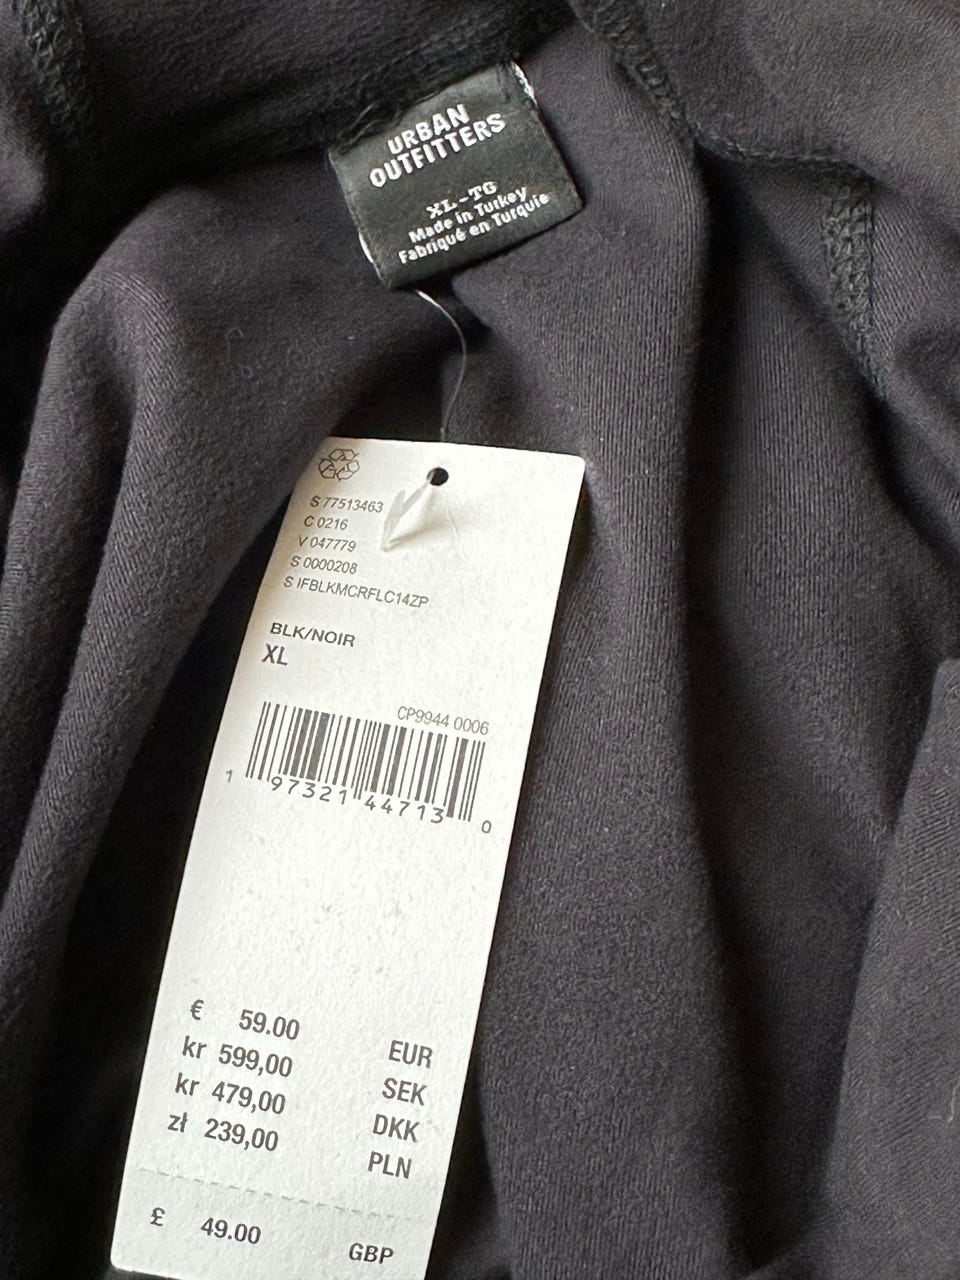 URBAN
OUTFITTERS
XL-TG
Made in Turkey
Fabriqué en Turquie
S 77513463
C 0216
V 047779
S 0000208
S IFBLKMCRFLC14ZP
BLK/NOIR
XL
CP9944 0006
1 97321 44713 0
€ 59.00 EUR
kr 599,00 SEK
kr 479,00 DKK
zł 239,00 PLN
£ 49.00 GBP